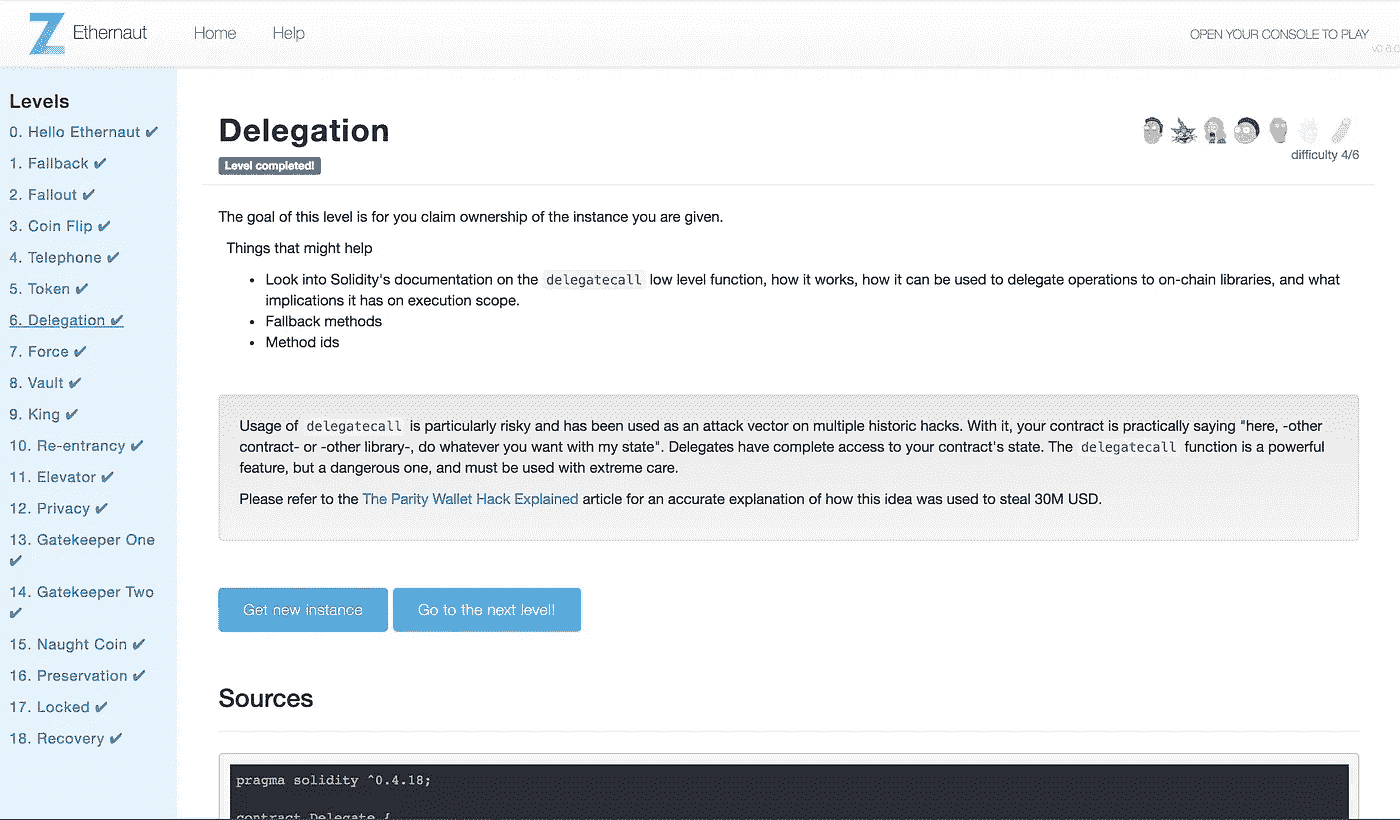 Ethernaut
Home
Help
OPEN YOUR CONSOLE TO PLAY
Levels
0. Hello Ethernaut ✔
1. Fallback ✔
2. Fallout ✔
3. Coin Flip ✔
4. Telephone ✔
5. Token ✔
6. Delegation ✔
7. Force ✔
8. Vault ✔
9. King ✔
10. Re-entrancy ✔
11. Elevator ✔
12. Privacy ✔
13. Gatekeeper One
✔
14. Gatekeeper Two
✔
15. Naught Coin ✔
16. Preservation ✔
17. Locked ✔
18. Recovery ✔
Delegation
Level completed!
difficulty 4/6
The goal of this level is for you claim ownership of the instance you are given.
Things that might help
• Look into Solidity's documentation on the delegatecall low level function, how it works, how it can be used to delegate operations to on-chain libraries, and what
implications it has on execution scope.
• Fallback methods
• Method ids
Usage of delegatecall is particularly risky and has been used as an attack vector on multiple historic hacks. With it, your contract is practically saying "here, -other
contract- or -other library-, do whatever you want with my state". Delegates have complete access to your contract's state. The delegatecall function is a powerful
feature, but a dangerous one, and must be used with extreme care.
Please refer to the The Parity Wallet Hack Explained article for an accurate explanation of how this idea was used to steal 30M USD.
Get new instance
Go to the next level!
Sources
pragma solidity ^0.4.18;
contract Delegate {